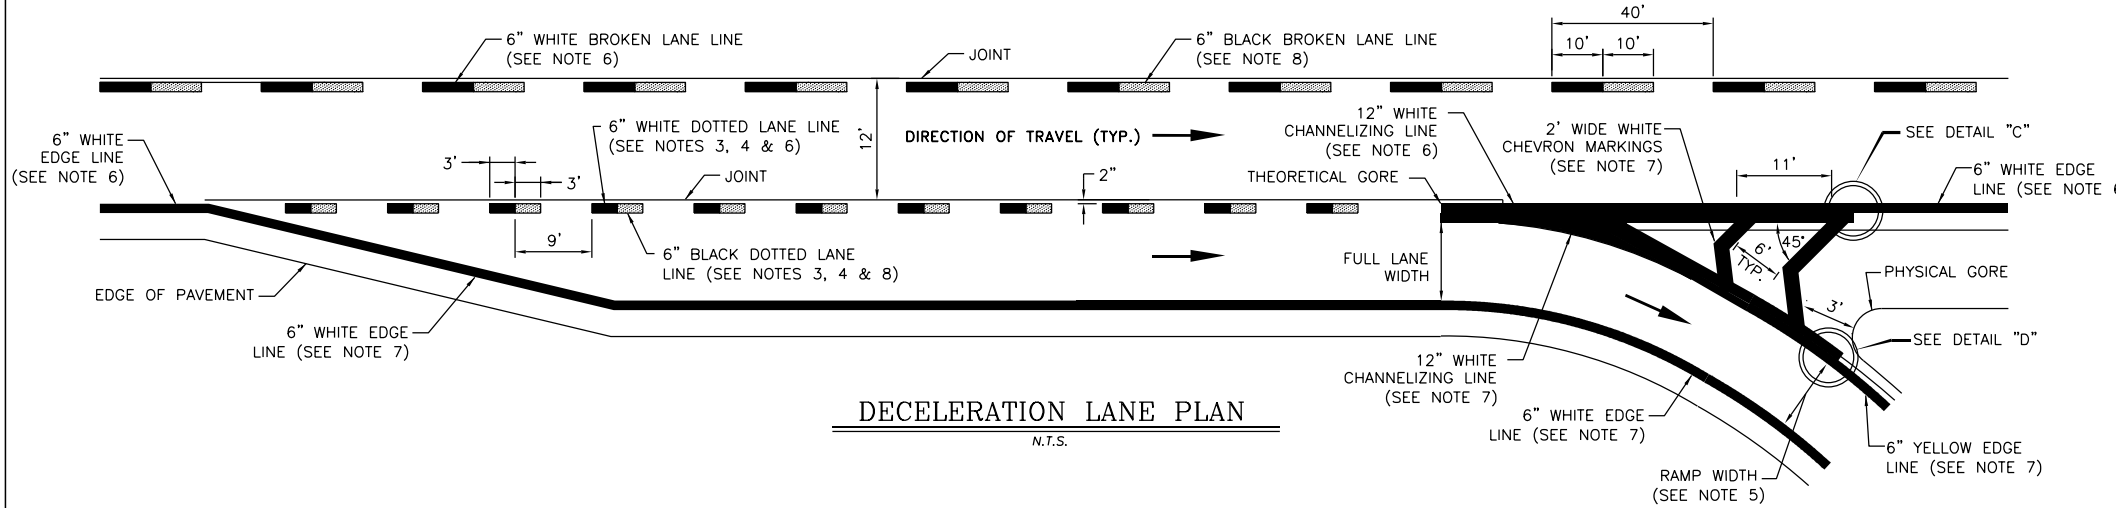 40'
10'
10'
6" WHITE BROKEN LANE LINE
(SEE NOTE 6)
JOINT
6" BLACK BROKEN LANE LINE
(SEE NOTE 8)
6" WHITE
EDGE LINE
(SEE NOTE 6)
3'
3'
6" WHITE DOTTED LANE LINE
(SEE NOTES 3, 4 & 6)
JOINT
12'
DIRECTION OF TRAVEL (TYP.)
2"
12" WHITE
CHANNELIZING LINE
(SEE NOTE 6)
THEORETICAL GORE
2' WIDE WHITE
CHEVRON MARKINGS
(SEE NOTE 7)
11'
SEE DETAIL "C"
6" WHITE EDGE
LINE (SEE NOTE 6
9'
6" BLACK DOTTED LANE
LINE (SEE NOTES 3, 4 & 8)
FULL LANE
WIDTH
45°
6'
TYP.
3'
PHYSICAL GORE
EDGE OF PAVEMENT
6" WHITE EDGE
LINE (SEE NOTE 7)
SEE DETAIL "D"
12" WHITE
CHANNELIZING LINE
(SEE NOTE 7)
6" WHITE EDGE
LINE (SEE NOTE 7)
6" YELLOW EDGE
LINE (SEE NOTE 7)
RAMP WIDTH
(SEE NOTE 5)
DECELERATION LANE PLAN
N.T.S.